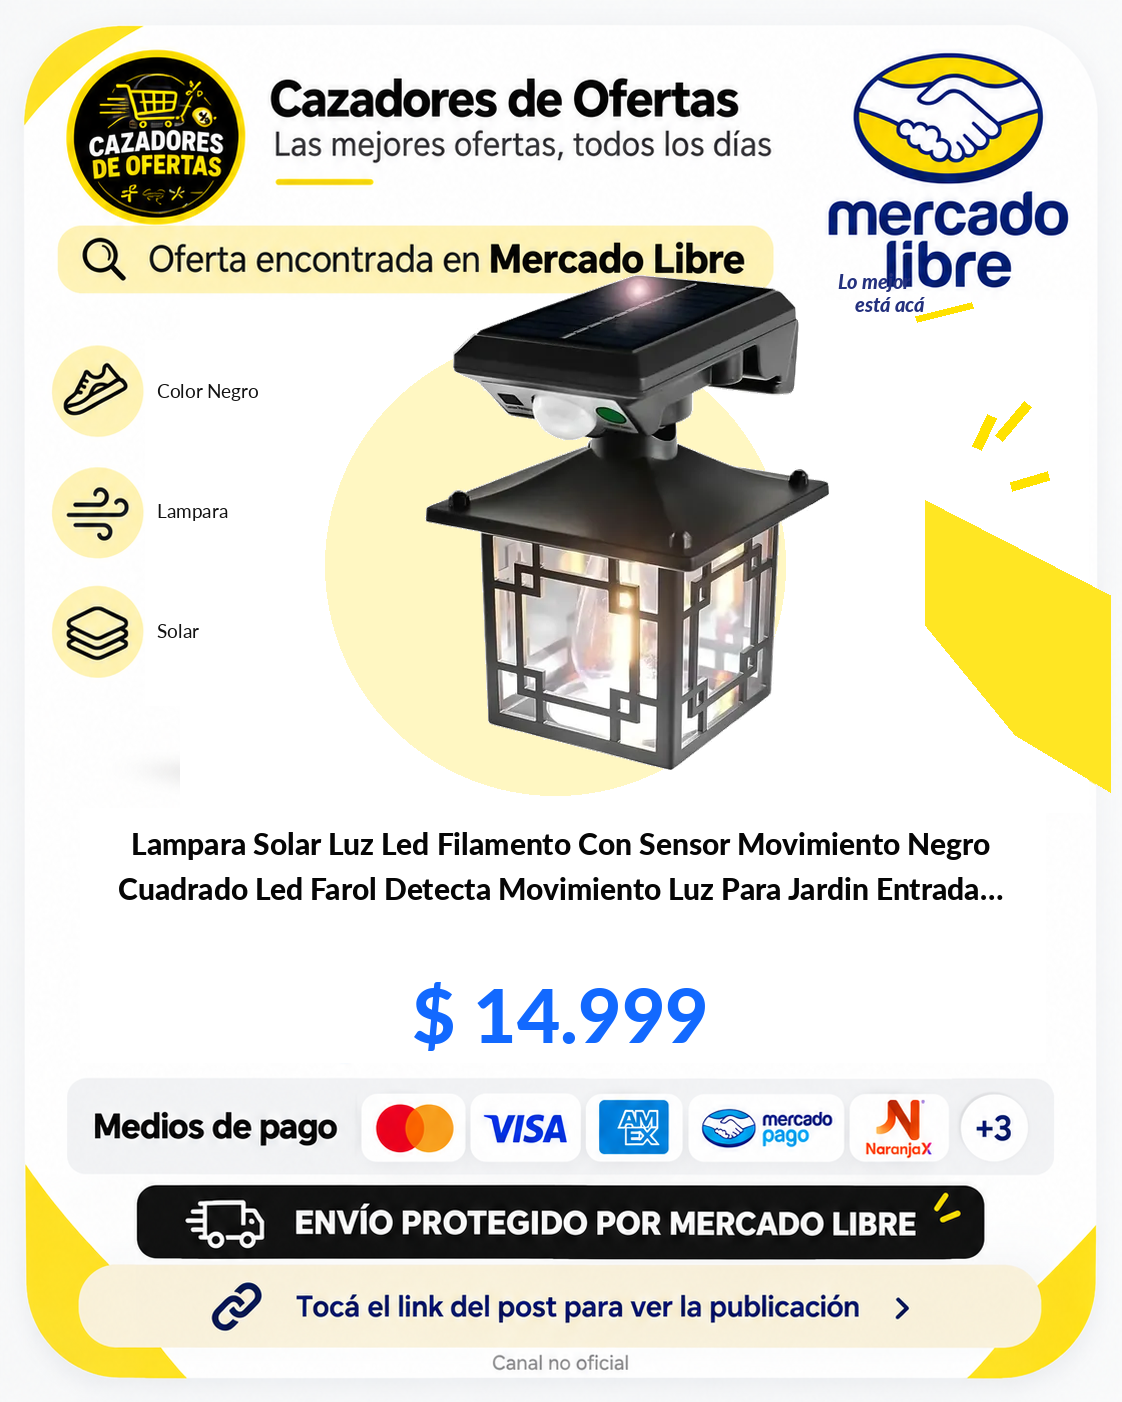 CAZADORES
DE OFERTAS
Cazadores de Ofertas
Las mejores ofertas, todos los días
mercado
libre
Lo mejor
está acá
Oferta encontrada en Mercado Libre
Color Negro
Lampara
Solar
Lampara Solar Luz Led Filamento Con Sensor Movimiento Negro
Cuadrado Led Farol Detecta Movimiento Luz Para Jardin Entrada...
$ 14.999
Medios de pago
VISA
AM
EX
mercado
pago
NaranjaX
+3
ENVÍO PROTEGIDO POR MERCADO LIBRE
Tocá el link del post para ver la publicación
Canal no oficial